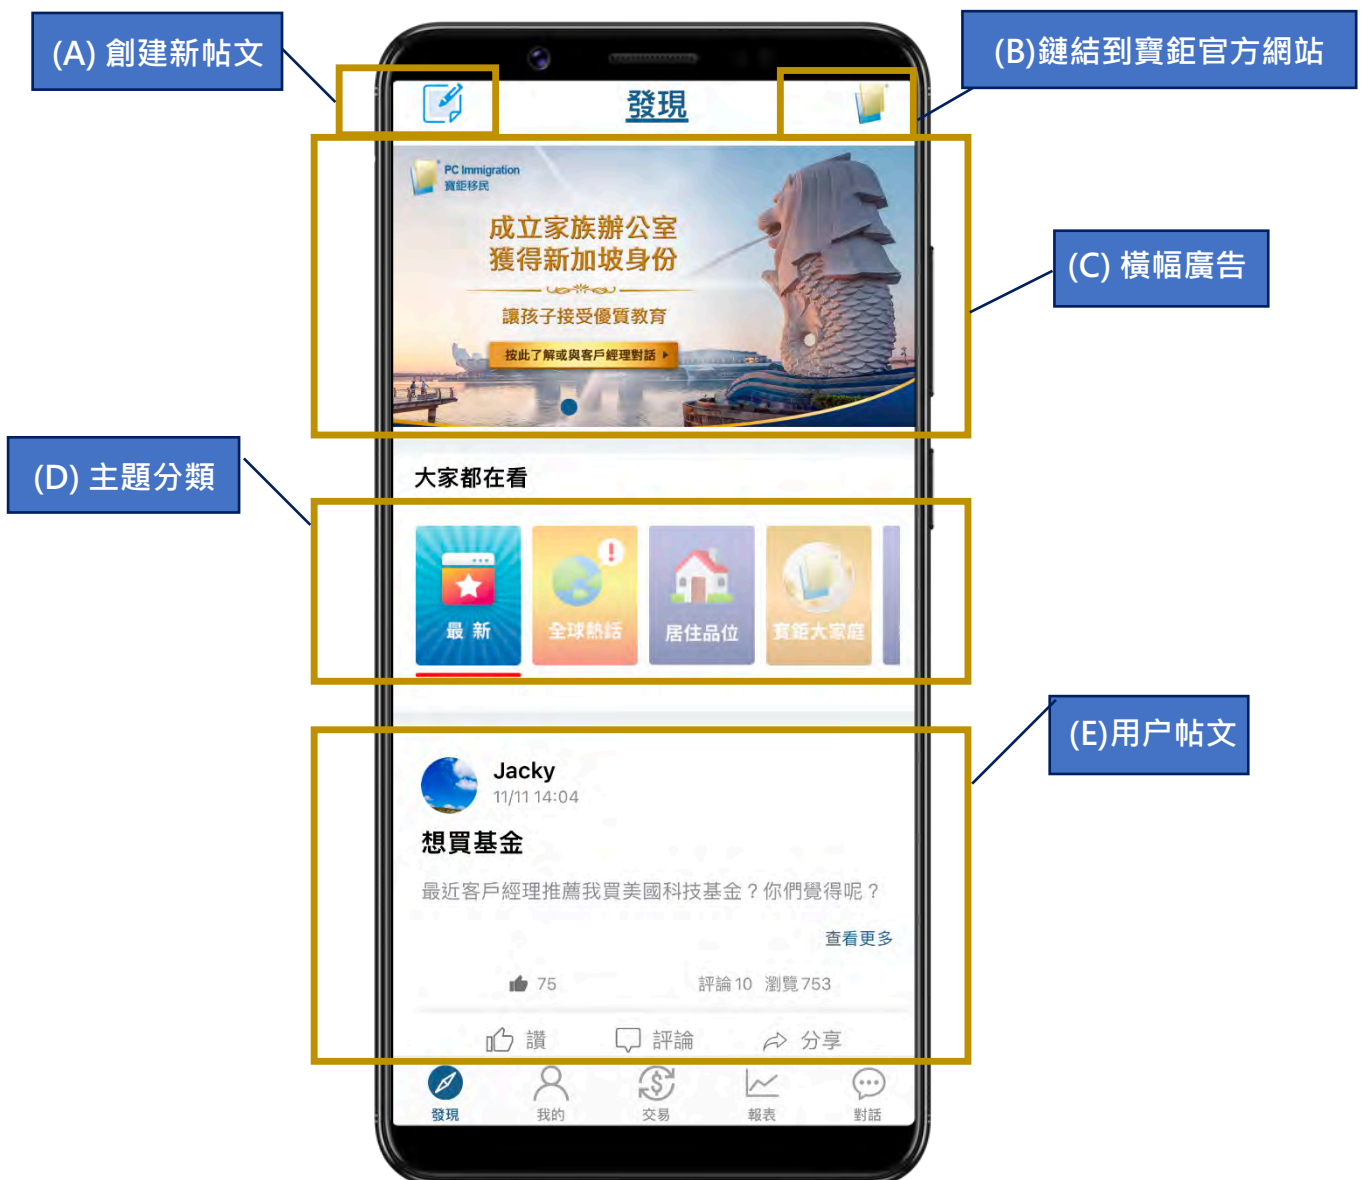 (A) 創建新帖文
(B)鏈結到寶鉅官方網站
發現
PC Immigration
寶鉅移民
成立家族辦公室
獲得新加坡身份
讓孩子接受優質教育
按此了解或與客戶經理對話
(C) 橫幅廣告
大家都在看
(D) 主題分類
最新
全球熱話
居住品位
寶鉅大家庭
(E)用户帖文
Jacky
11/11 14:04
想買基金
最近客戶經理推薦我買美國科技基金？你們覺得呢？
查看更多
75
評論 10 瀏覽 753
讚
評論
分享
發現
我的
交易
報表
對話